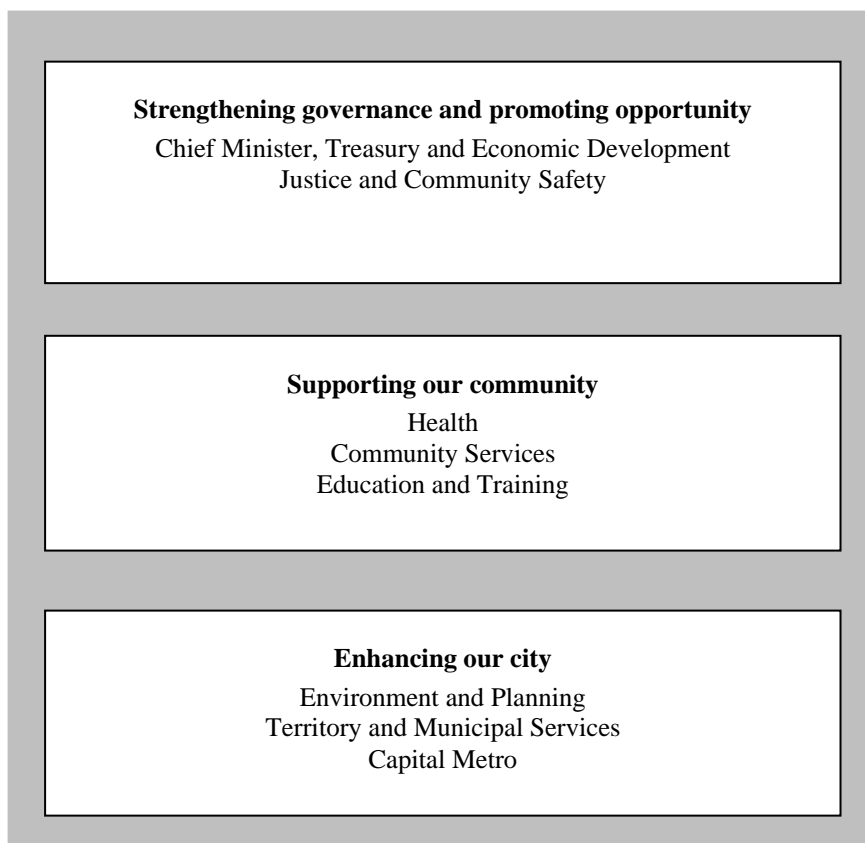 Strengthening governance and promoting opportunity
Chief Minister, Treasury and Economic Development
Justice and Community Safety
Supporting our community
Health
Community Services
Education and Training
Enhancing our city
Environment and Planning
Territory and Municipal Services
Capital Metro